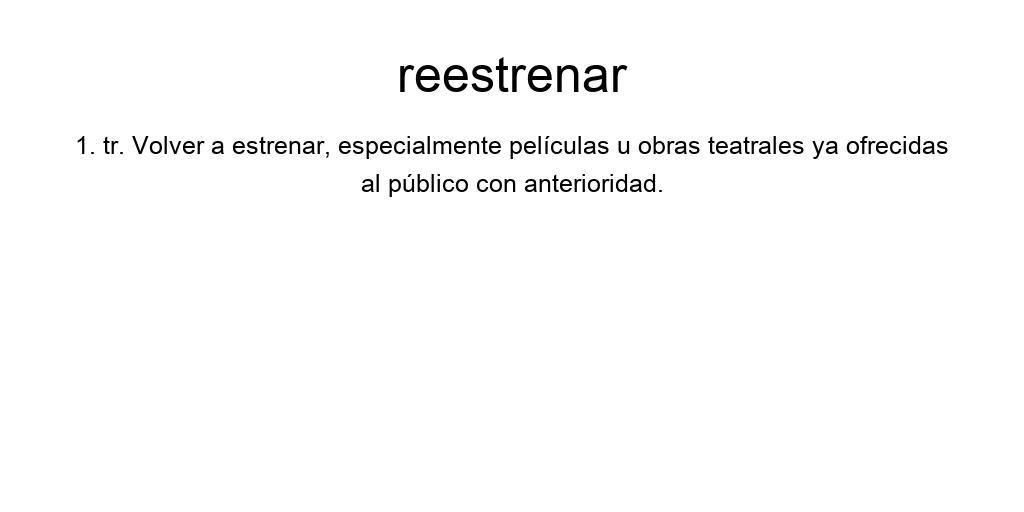 reestrenar
1. tr. Volver a estrenar, especialmente películas u obras teatrales ya ofrecidas
al público con anterioridad.